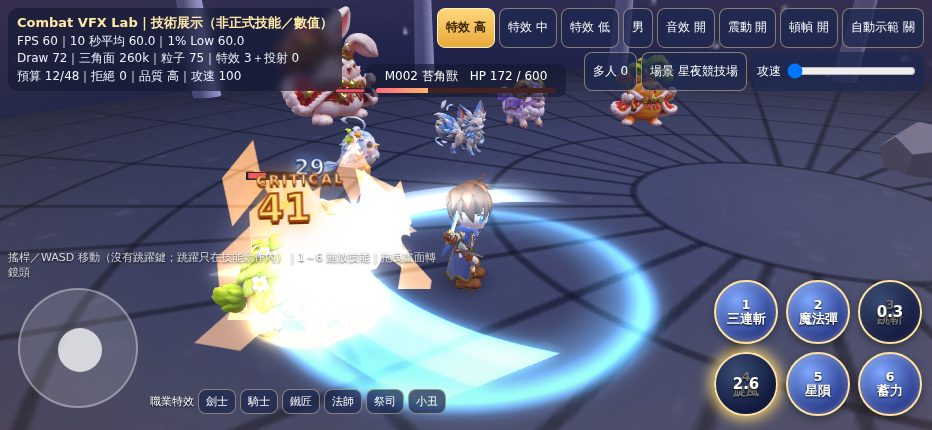 Combat VFX Lab｜技術展示（非正式技能／數值）
FPS 60｜10 秒平均 60.0｜1% Low 60.0
Draw 72｜三角面 260k｜粒子 75｜特效 3＋投射 0
預算 12/48｜拒絕 0｜品質 高｜攻速 100
特效 高
特效 中
特效 低
男
音效 開
震動 開
頓幀 開
自動示範 關
多人 0
場景 星夜競技場
攻速
M002 苔角獸 HP 172 / 600
29
CRITICAL
41
搖桿／WASD 移動（沒有跳躍鍵；跳躍只在技能動作內）｜1～6 施放技能｜拖曳畫面轉
鏡頭
1
三連斬
2
魔法彈
3
0.3
跳斬
4
2.6
旋風
5
星隕
6
蓄力
職業特效
劍士
騎士
鐵匠
法師
祭司
小丑